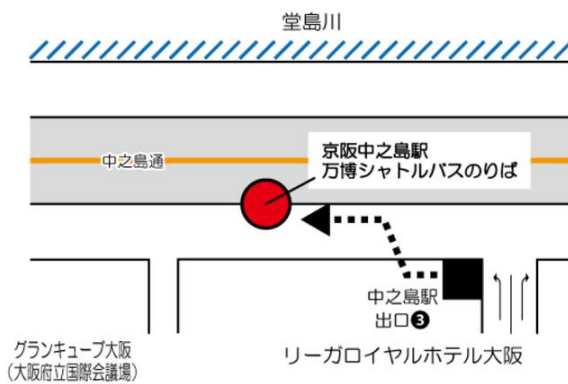 堂島川
中之島通
京阪中之島駅
万博シャトルバスのりば
中之島駅
出口❸
グランキューブ大阪
(大阪府立国際会議場)
リーガロイヤルホテル大阪